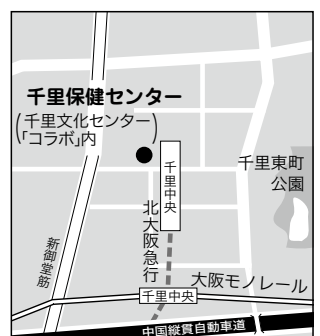 千里保健センター
(千里文化センター
「コラボ」内)
千里中央
千里東町
公園
北大阪急行
新御堂筋
大阪モノレール
千里中央
中国縦貫自動車道